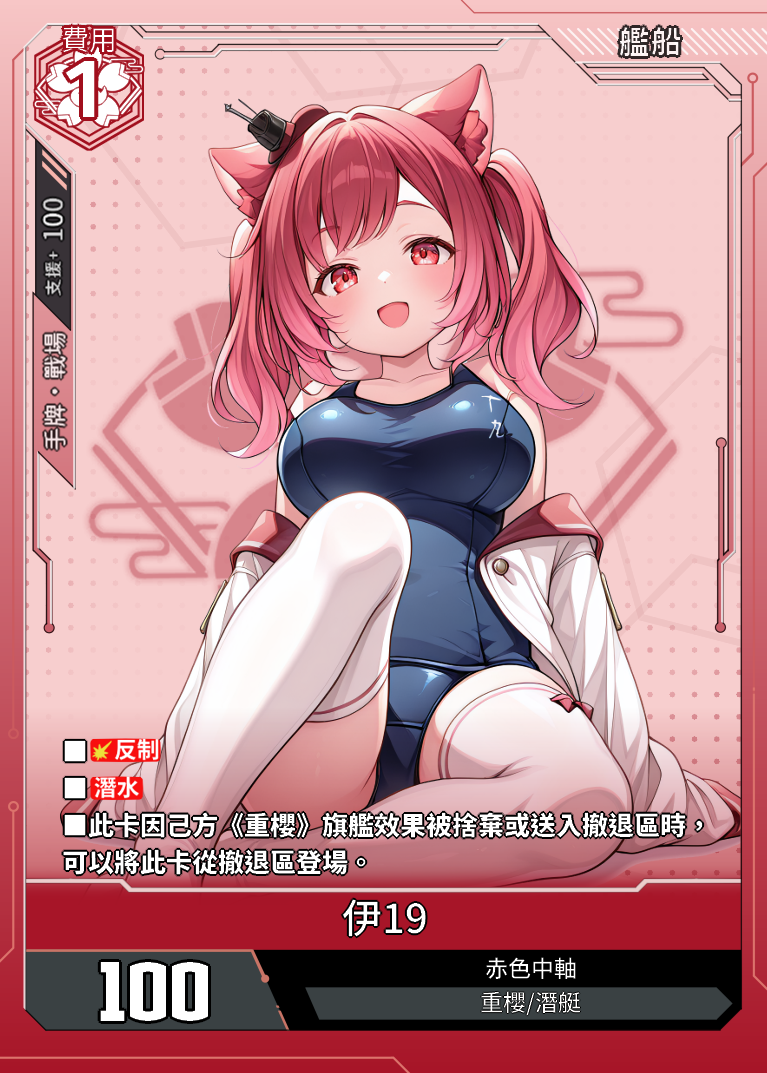 費用
1
艦船
支援+ 100
手牌・戰場
十九
■反制
■潛水
■此卡因己方《重櫻》旗艦效果被捨棄或送入撤退區時，
可以將此卡從撤退區登場。
伊19
100
赤色中軸
重櫻/潛艇